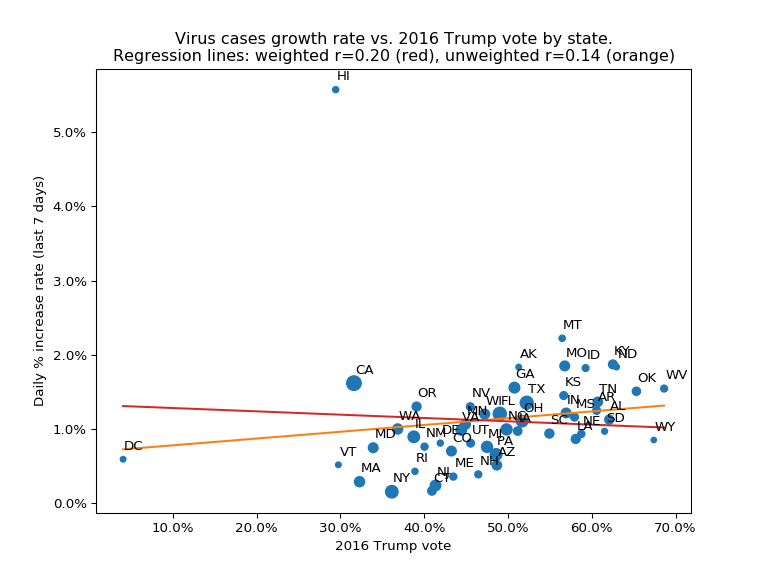 Virus cases growth rate vs. 2016 Trump vote by state.
Regression lines: weighted r=0.20 (red), unweighted r=0.14 (orange)
HI
5.0%
4.0%
3.0%
2.0%
1.0%
0.0%
Daily % increase rate (last 7 days)
MT
AK
MO
ID
KY
ND
CA
GA
KS
OK
WV
OR
NV
TX
TN
AR
WI
FL
IN
MS
AL
WA
IL
VA
MN
OH
NC
IA
SC
NE
SD
LA
WY
DC
MD
NM
DE
UT
MI
CO
PA
AZ
VT
RI
ME
NH
MA
NY
NJ
CT
10.0%
20.0%
30.0%
40.0%
50.0%
60.0%
70.0%
2016 Trump vote